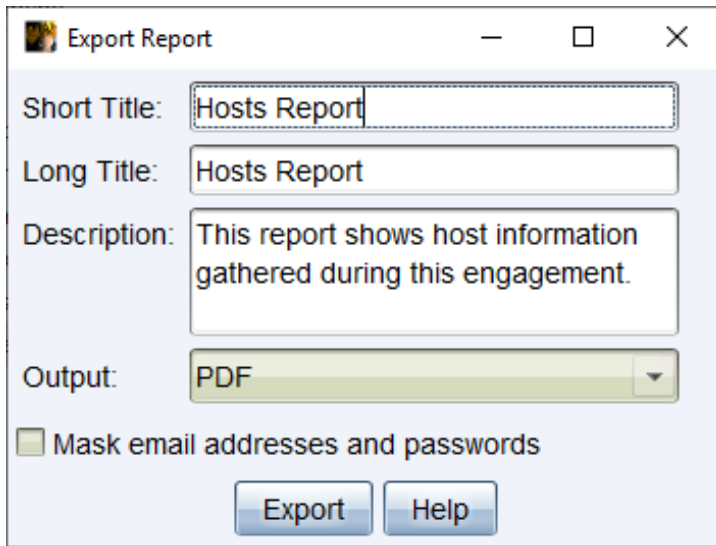 Export Report
Short Title: Hosts Report
Long Title: Hosts Report
Description: This report shows host information
gathered during this engagement.
Output: PDF
Mask email addresses and passwords
Export Help